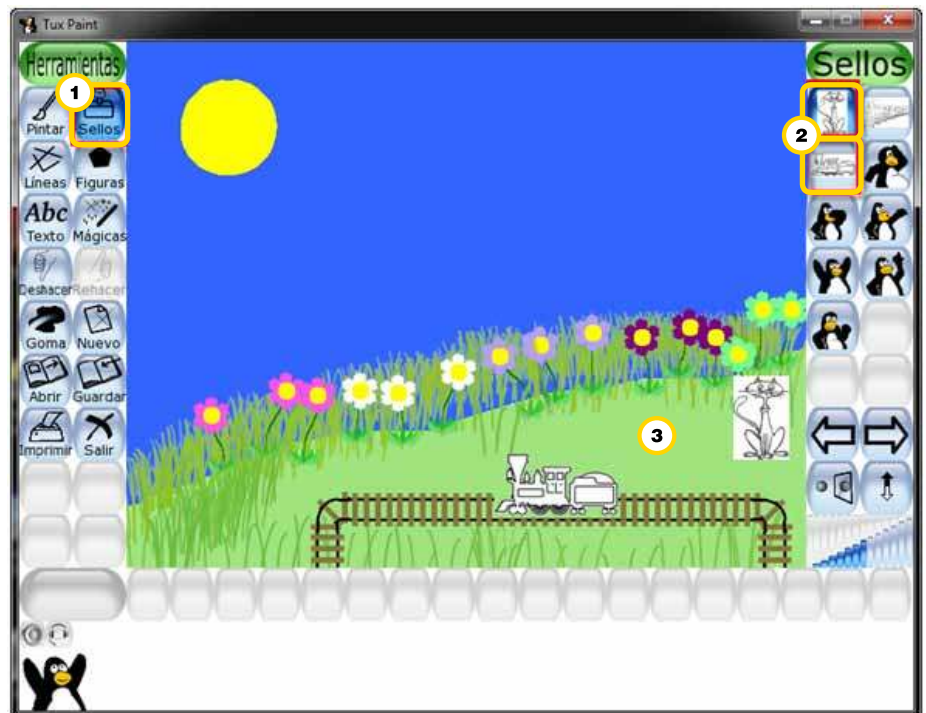 Tux Paint
Herramientas
Sellos
1
2
Pintar Sellos
Líneas Figuras
Abc
Texto Mágicas
Deshacer Rehacer
Goma Nuevo
Abrir Guardar
Imprimir Salir
3